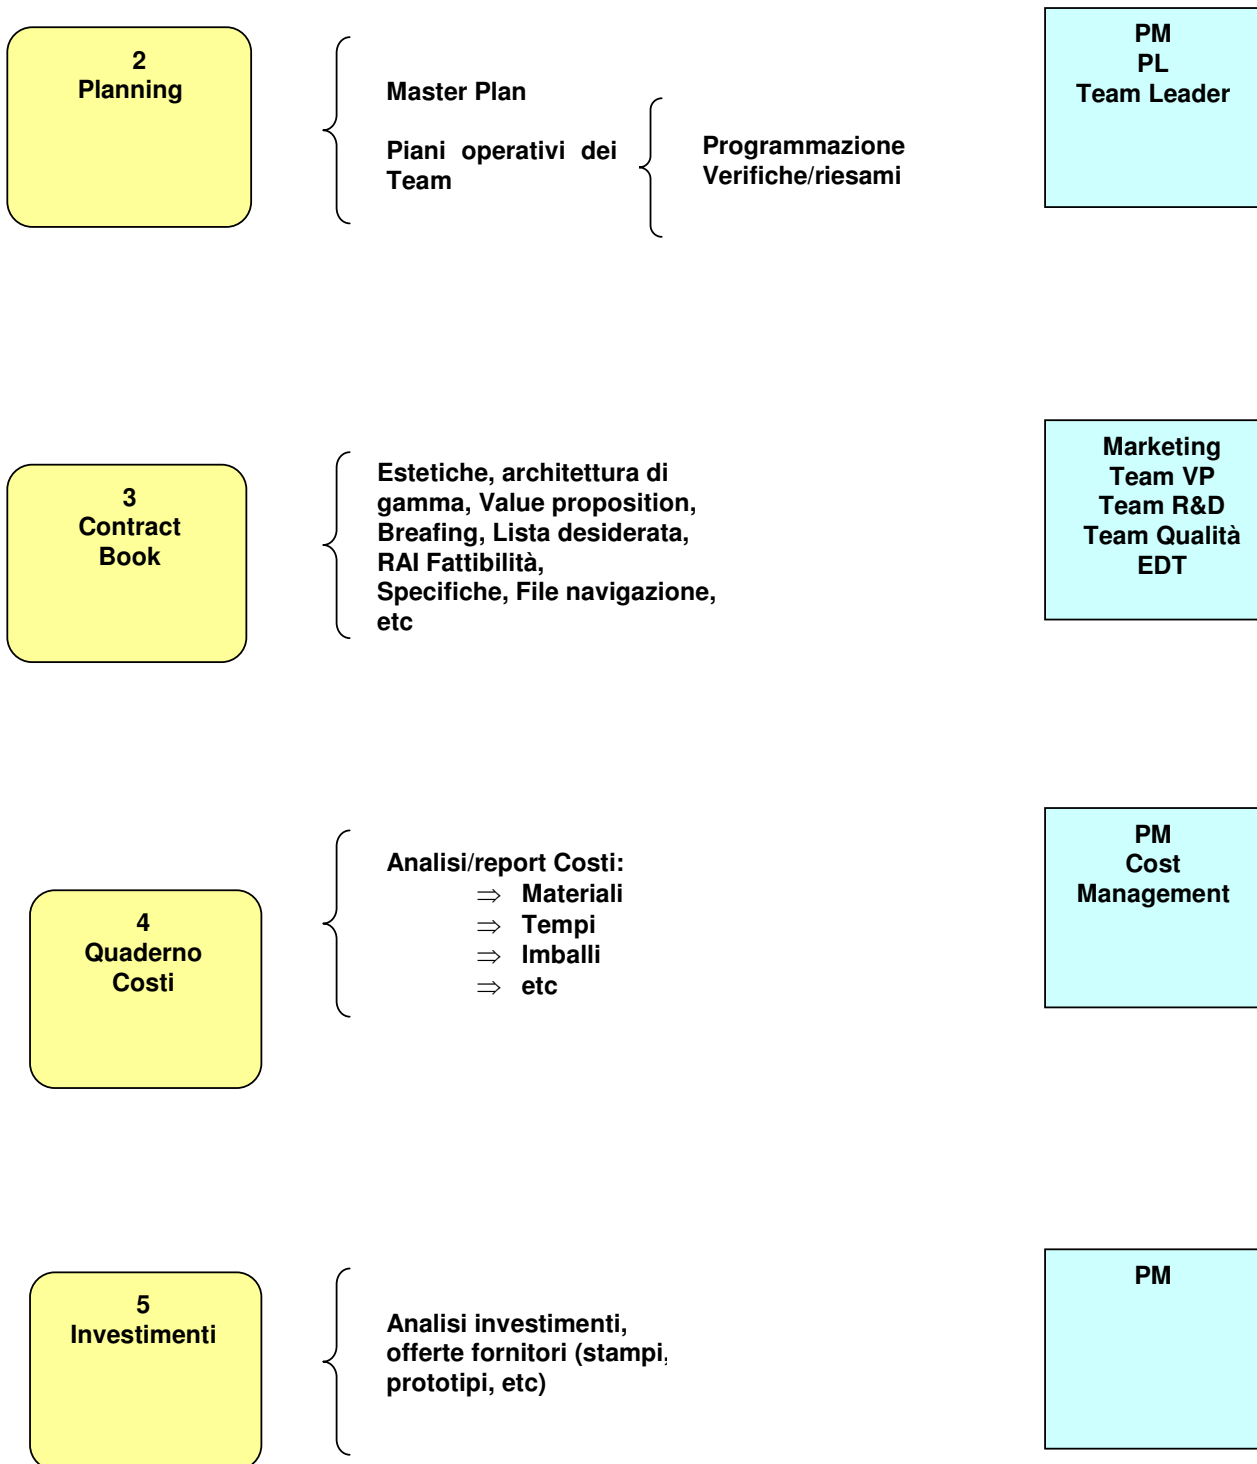 2
Planning
Master Plan
Piani operativi dei
Team
Programmazione
Verifiche/riesami
PM
PL
Team Leader
3
Contract
Book
Estetiche, architettura di
gamma, Value proposition,
Breafing, Lista desiderata,
RAI Fattibilità,
Specifiche, File navigazione,
etc
Marketing
Team VP
Team R&D
Team Qualità
EDT
4
Quaderno
Costi
Analisi/report Costi:
⇒ Materiali
⇒ Tempi
⇒ Imballi
⇒ etc
PM
Cost
Management
5
Investimenti
Analisi investimenti,
offerte fornitori (stampi,
prototipi, etc)
PM